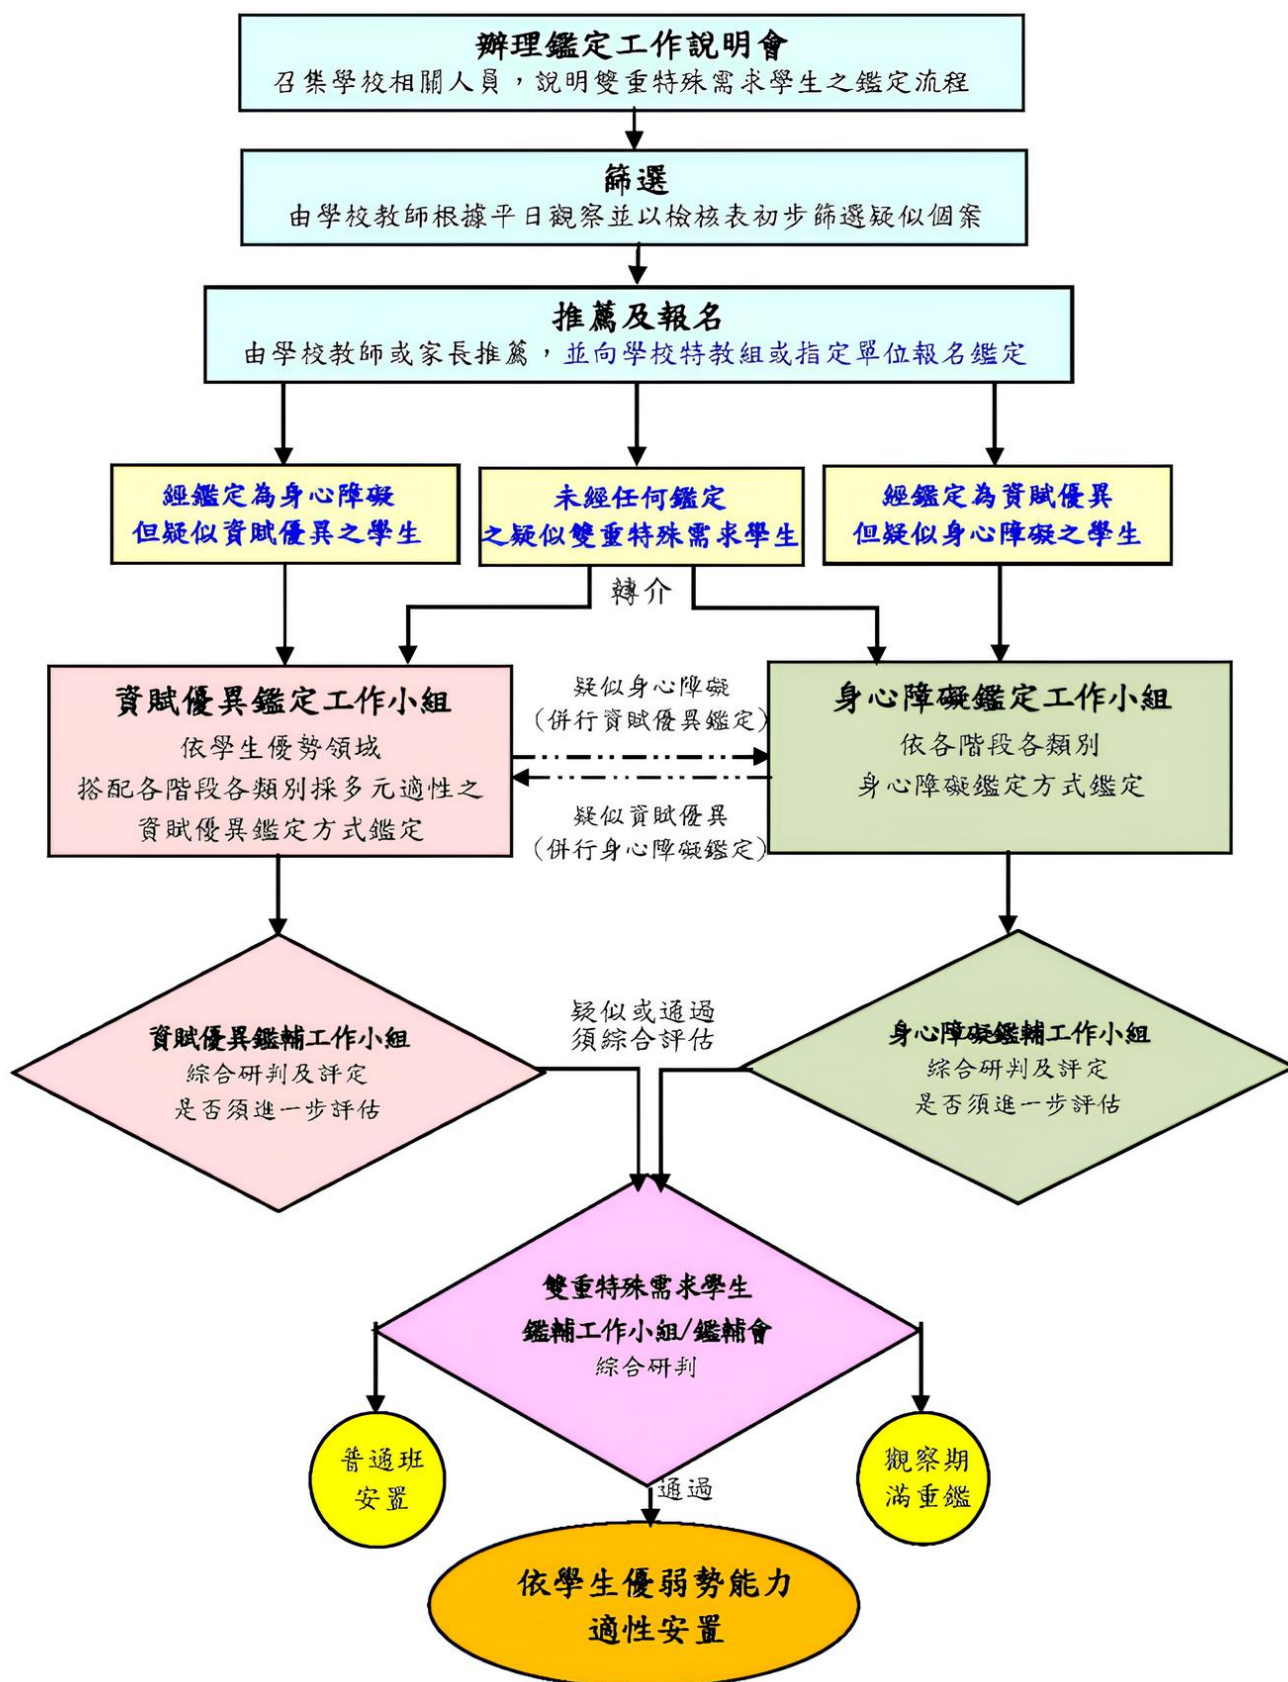 辦理鑑定工作說明會
召集學校相關人員，說明雙重特殊需求學生之鑑定流程
篩選
由學校教師根據平日觀察並以檢核表初步篩選疑似個案
推薦及報名
由學校教師或家長推薦，並向學校特教組或指定單位報名鑑定
經鑑定為身心障礙
但疑似資賦優異之學生
未經任何鑑定
之疑似雙重特殊需求學生
經鑑定為資賦優異
但疑似身心障礙之學生
轉介
資賦優異鑑定工作小組
依學生優勢領域
搭配各階段各類別採多元適性之
資賦優異鑑定方式鑑定
疑似身心障礙
(併行資賦優異鑑定)
疑似資賦優異
(併行身心障礙鑑定)
身心障礙鑑定工作小組
依各階段各類別
身心障礙鑑定方式鑑定
資賦優異鑑輔工作小組
綜合研判及評定
是否須進一步評估
疑似或通過
須綜合評估
身心障礙鑑輔工作小組
綜合研判及評定
是否須進一步評估
雙重特殊需求學生
鑑輔工作小組/鑑輔會
綜合研判
普通班
安置
通過
觀察期
滿重鑑
依學生優弱勢能力
適性安置